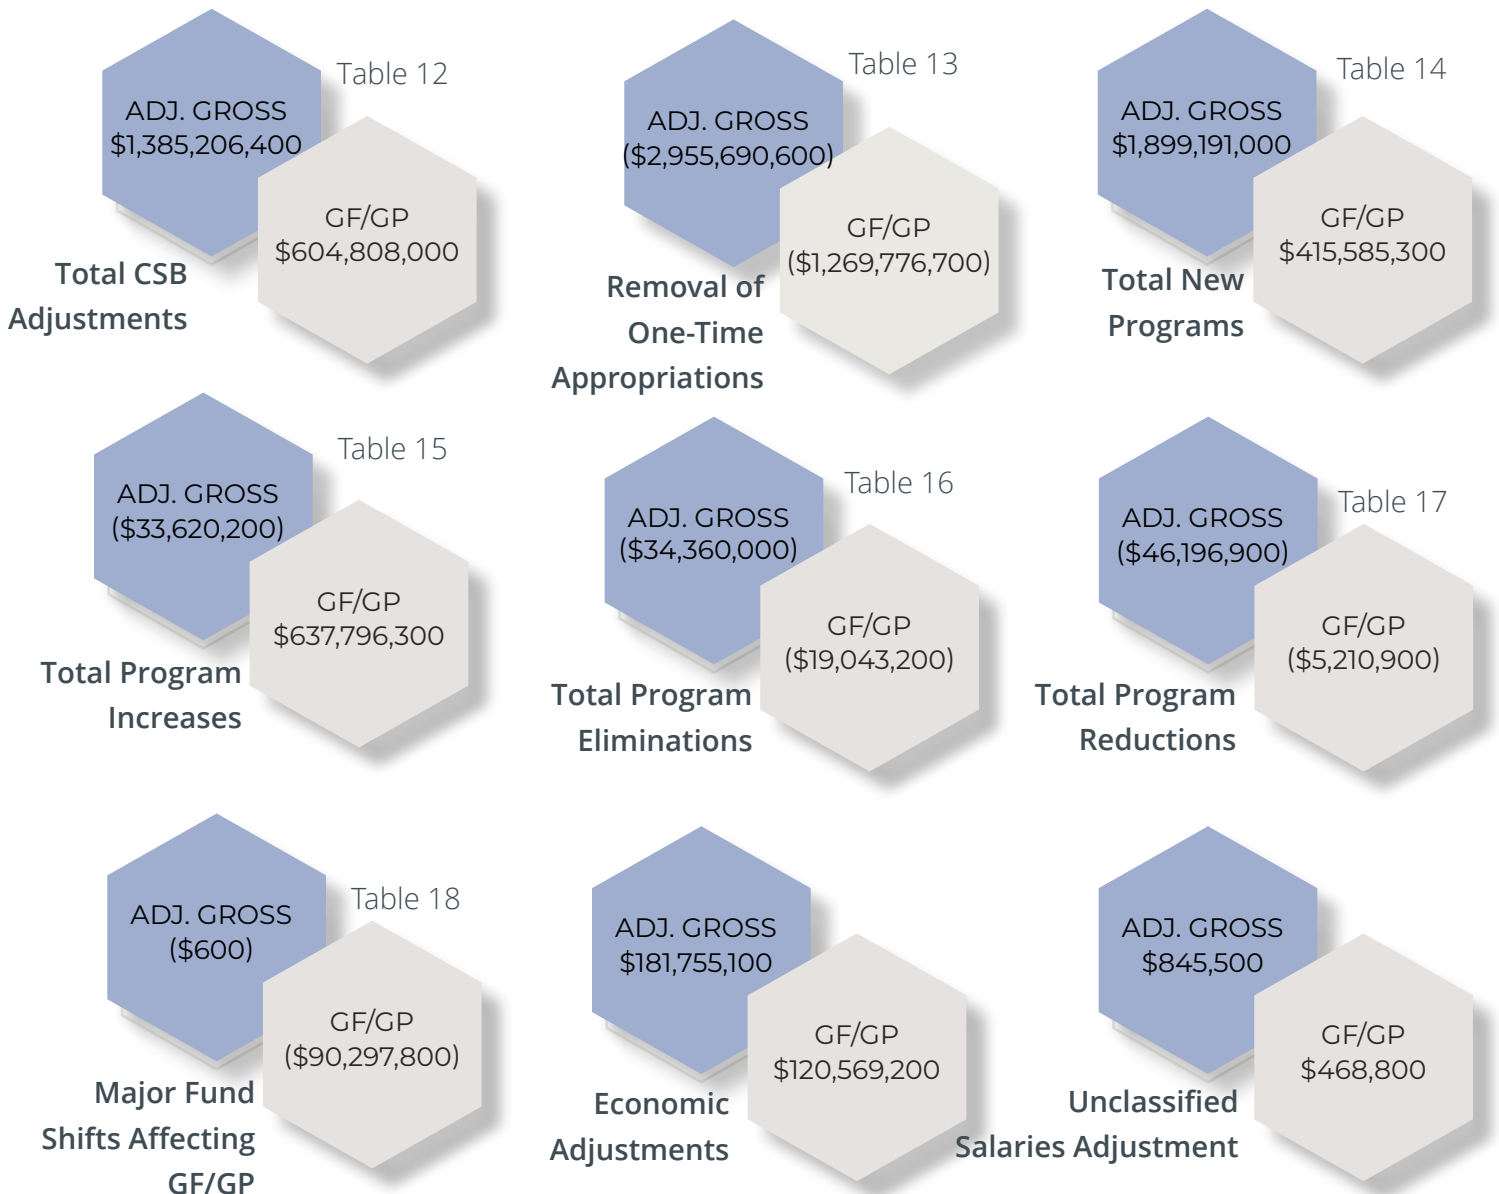 Table 12
ADJ. GROSS
$1,385,206,400
GF/GP
$604,808,000
Total CSB
Adjustments
Table 13
ADJ. GROSS
($2,955,690,600)
GF/GP
($1,269,776,700)
Removal of
One-Time
Appropriations
Table 14
ADJ. GROSS
$1,899,191,000
GF/GP
$415,585,300
Total New
Programs
Table 15
ADJ. GROSS
($33,620,200)
GF/GP
$637,796,300
Total Program
Increases
Table 16
ADJ. GROSS
($34,360,000)
GF/GP
($19,043,200)
Total Program
Eliminations
Table 17
ADJ. GROSS
($46,196,900)
GF/GP
($5,210,900)
Total Program
Reductions
Table 18
ADJ. GROSS
($600)
GF/GP
($90,297,800)
Major Fund
Shifts Affecting
GF/GP
ADJ. GROSS
$181,755,100
GF/GP
$120,569,200
Economic
Adjustments
ADJ. GROSS
$845,500
GF/GP
$468,800
Unclassified
Salaries Adjustment